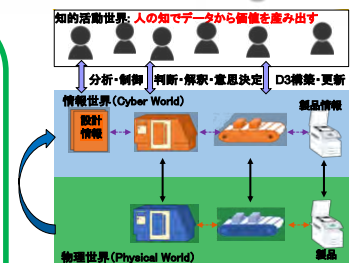 知的活動世界: 人の知でデータから価値を産み出す
分析・制御 判断・解釈・意思決定 D3構築・更新
情報世界(Cyber World)
製品情報
設計
情報
物理世界(Physical World)
製品